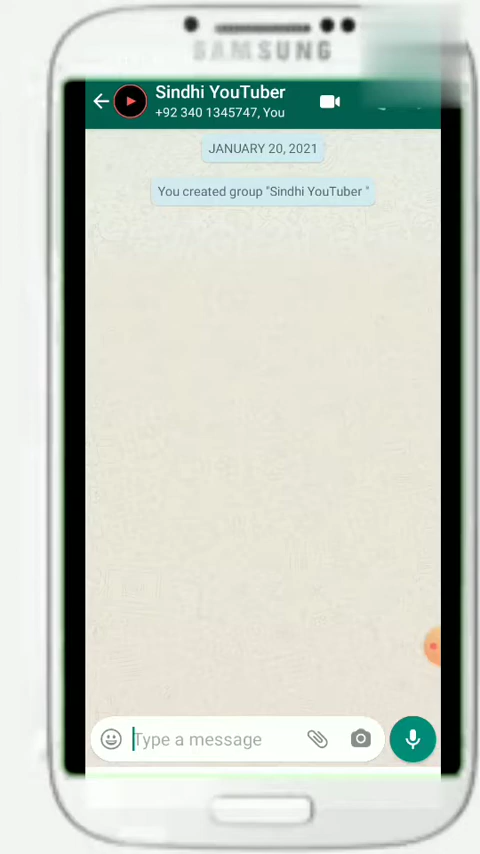 SAMSUNG
Sindhi YouTuber
+92 340 1345747, You
JANUARY 20, 2021
You created group "Sindhi YouTuber "
Type a message